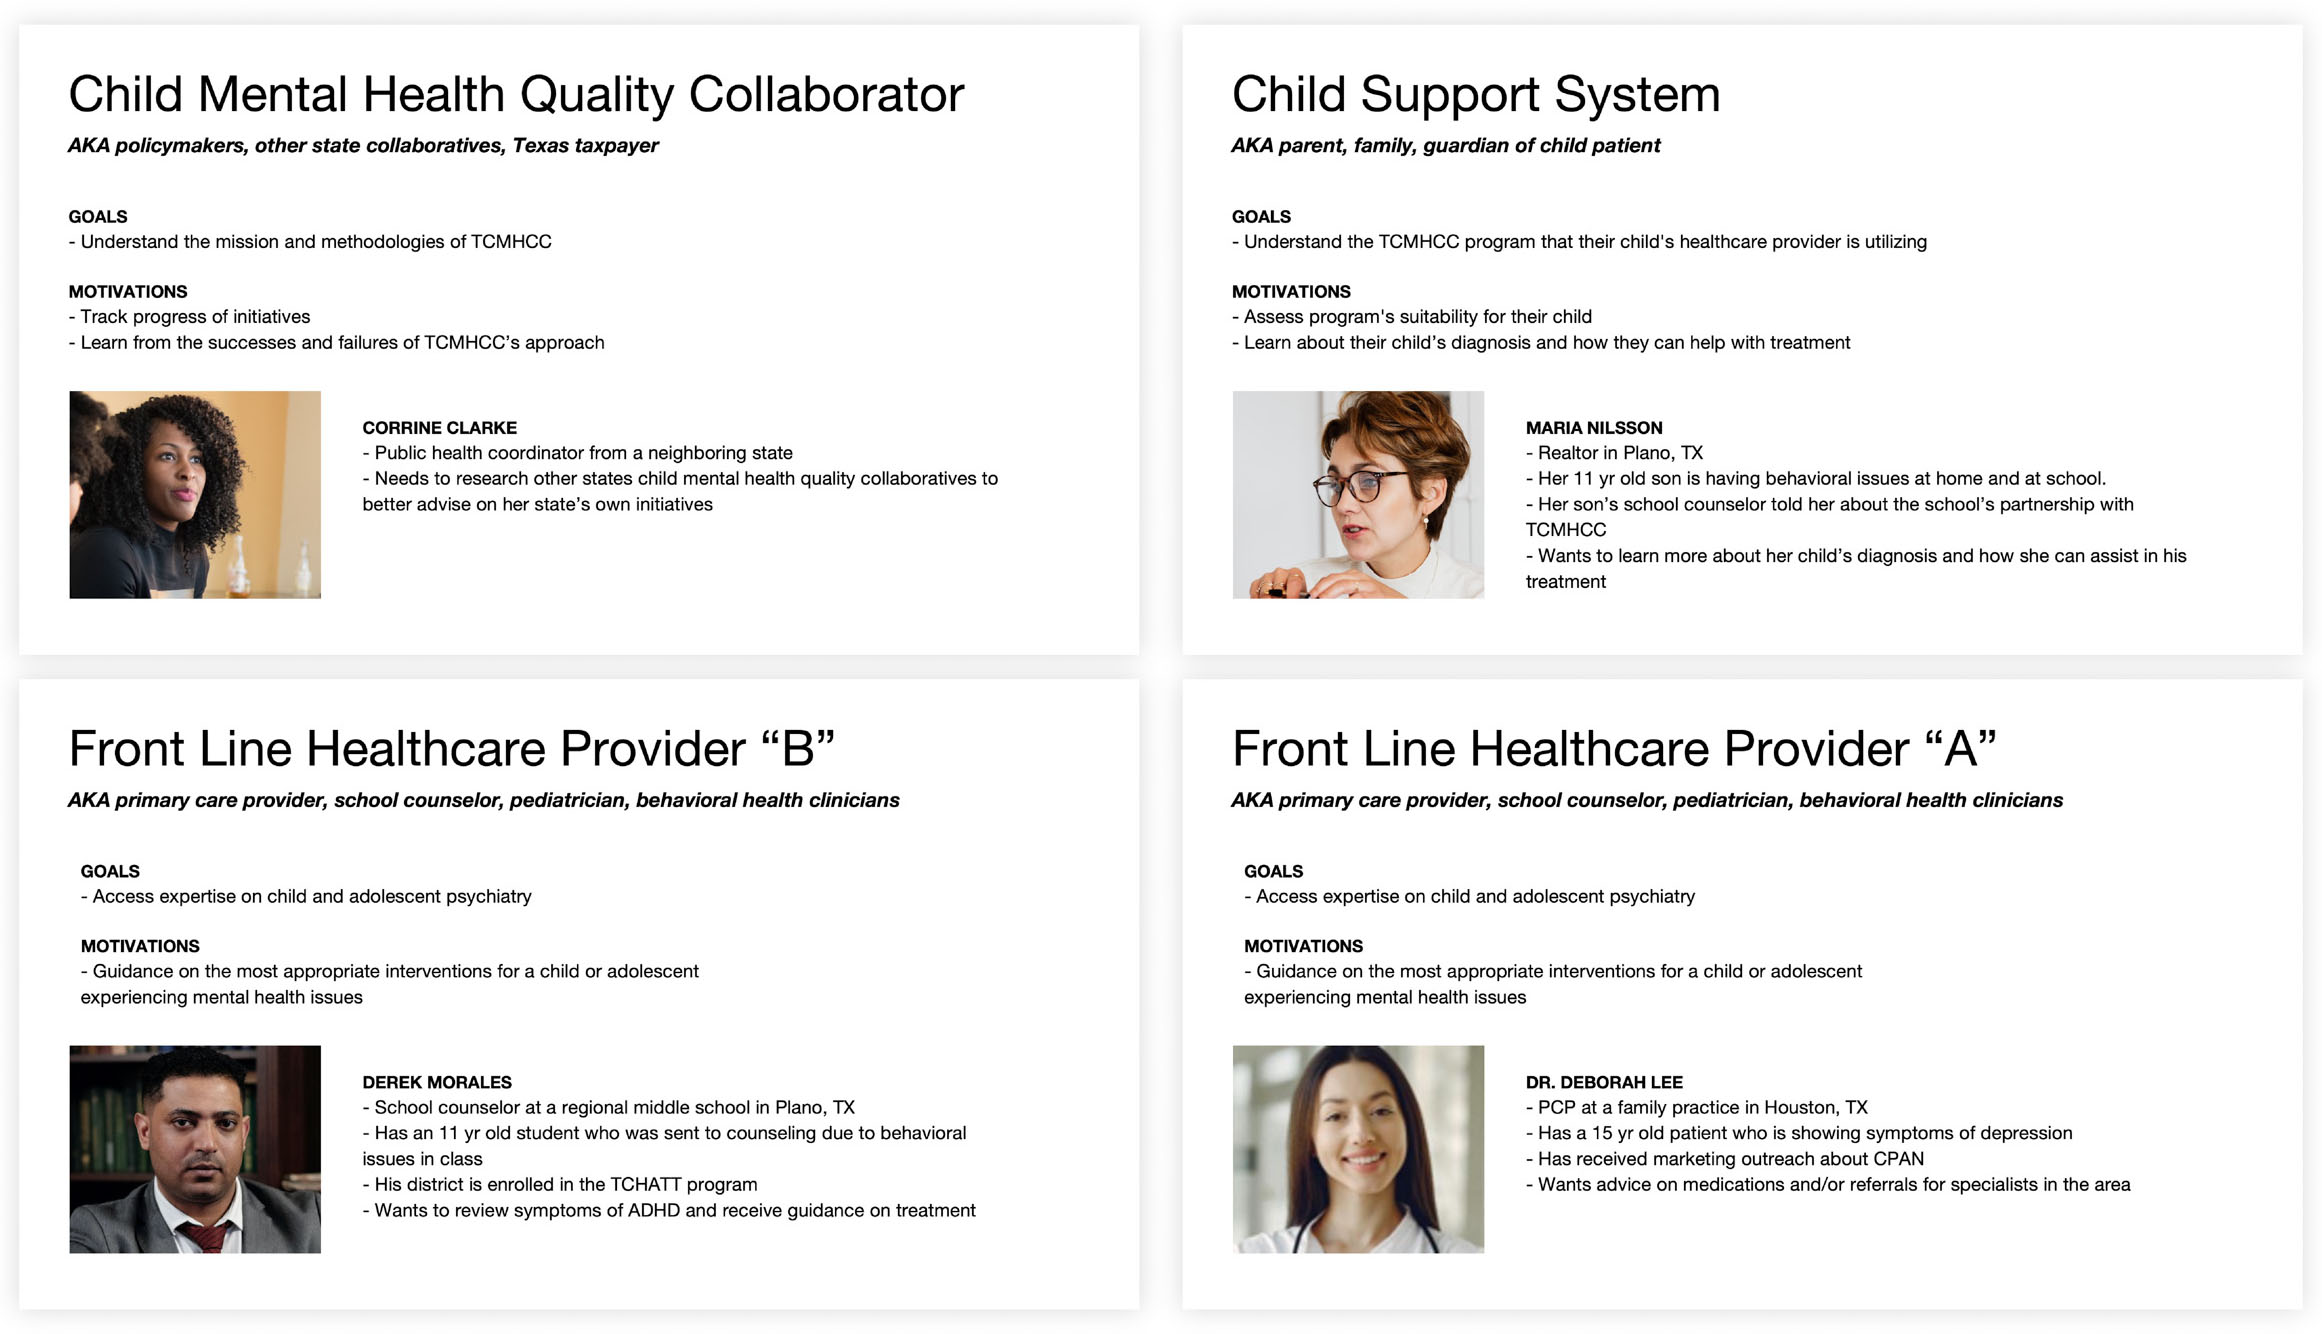 Child Mental Health Quality Collaborator
AKA policymakers, other state collaboratives, Texas taxpayer
GOALS
- Understand the mission and methodologies of TCMHCC
MOTIVATIONS
- Track progress of initiatives
- Learn from the successes and failures of TCMHCC’s approach
CORRINE CLARKE
- Public health coordinator from a neighboring state
- Needs to research other states child mental health quality collaboratives to
better advise on her state’s own initiatives
Child Support System
AKA parent, family, guardian of child patient
GOALS
- Understand the TCMHCC program that their child's healthcare provider is utilizing
MOTIVATIONS
- Assess program's suitability for their child
- Learn about their child’s diagnosis and how they can help with treatment
MARIA NILSSON
- Realtor in Plano, TX
- Her 11 yr old son is having behavioral issues at home and at school.
- Her son’s school counselor told her about the school’s partnership with
TCMHCC
- Wants to learn more about her child’s diagnosis and how she can assist in his
treatment
Front Line Healthcare Provider “B”
AKA primary care provider, school counselor, pediatrician, behavioral health clinicians
GOALS
- Access expertise on child and adolescent psychiatry
MOTIVATIONS
- Guidance on the most appropriate interventions for a child or adolescent
experiencing mental health issues
DEREK MORALES
- School counselor at a regional middle school in Plano, TX
- Has an 11 yr old student who was sent to counseling due to behavioral
issues in class
- His district is enrolled in the TCHATT program
- Wants to review symptoms of ADHD and receive guidance on treatment
Front Line Healthcare Provider “A”
AKA primary care provider, school counselor, pediatrician, behavioral health clinicians
GOALS
- Access expertise on child and adolescent psychiatry
MOTIVATIONS
- Guidance on the most appropriate interventions for a child or adolescent
experiencing mental health issues
DR. DEBORAH LEE
- PCP at a family practice in Houston, TX
- Has a 15 yr old patient who is showing symptoms of depression
- Has received marketing outreach about CPAN
- Wants advice on medications and/or referrals for specialists in the area